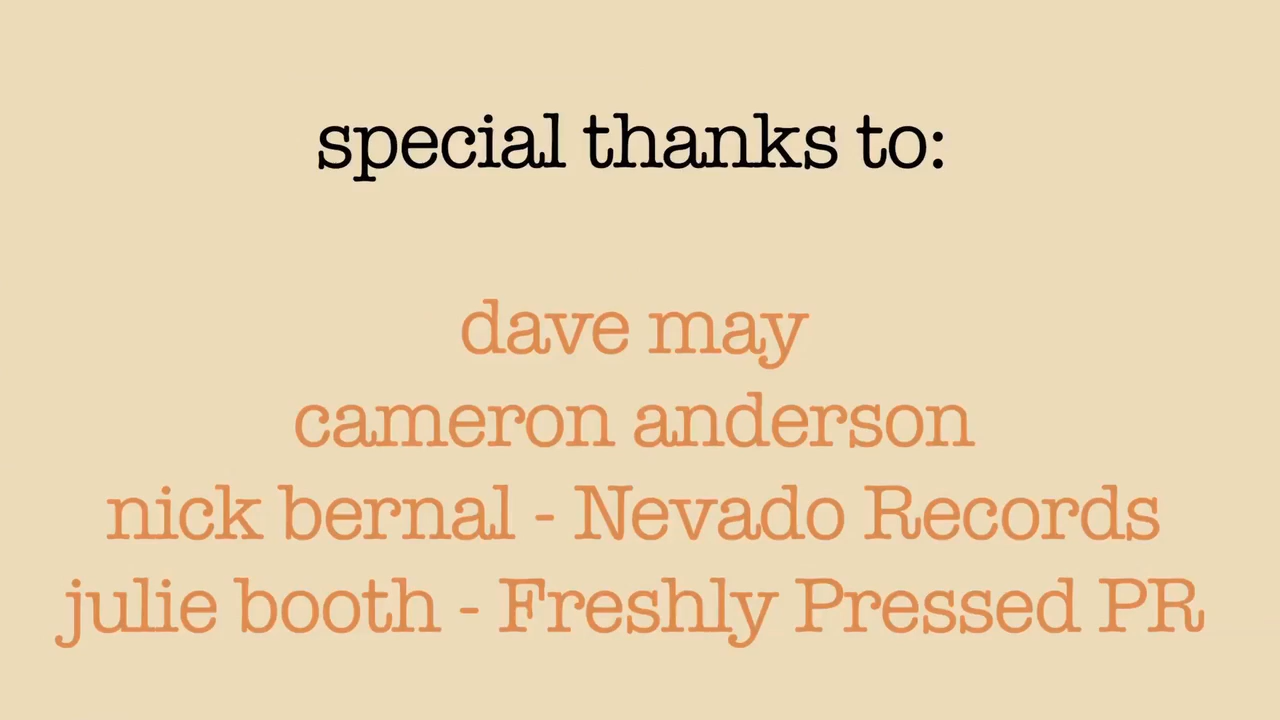 special thanks to:
dave may
cameron anderson
nick bernal - Nevado Records
julie booth - Freshly Pressed PR